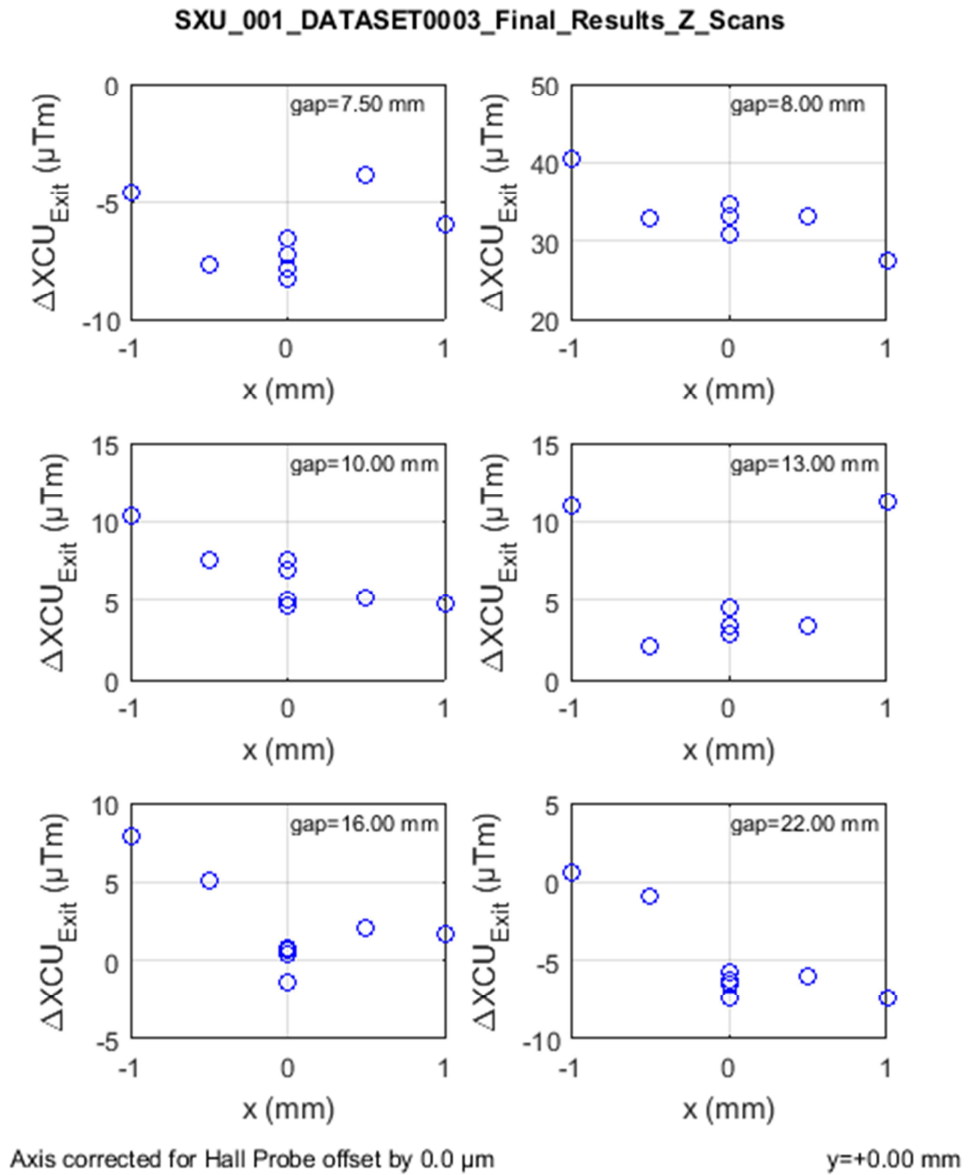 SXU_001_DATASET0003_Final_Results_Z_Scans
gap=7.50 mm
ΔXCU_Exit (µTm)
0
-5
-10
-1
0
1
x (mm)
gap=8.00 mm
ΔXCU_Exit (µTm)
50
40
30
20
-1
0
1
x (mm)
gap=10.00 mm
ΔXCU_Exit (µTm)
15
10
5
0
-1
0
1
x (mm)
gap=13.00 mm
ΔXCU_Exit (µTm)
15
10
5
0
-1
0
1
x (mm)
gap=16.00 mm
ΔXCU_Exit (µTm)
10
5
0
-5
-1
0
1
x (mm)
gap=22.00 mm
ΔXCU_Exit (µTm)
5
0
-5
-10
-1
0
1
x (mm)
Axis corrected for Hall Probe offset by 0.0 µm
y=+0.00 mm